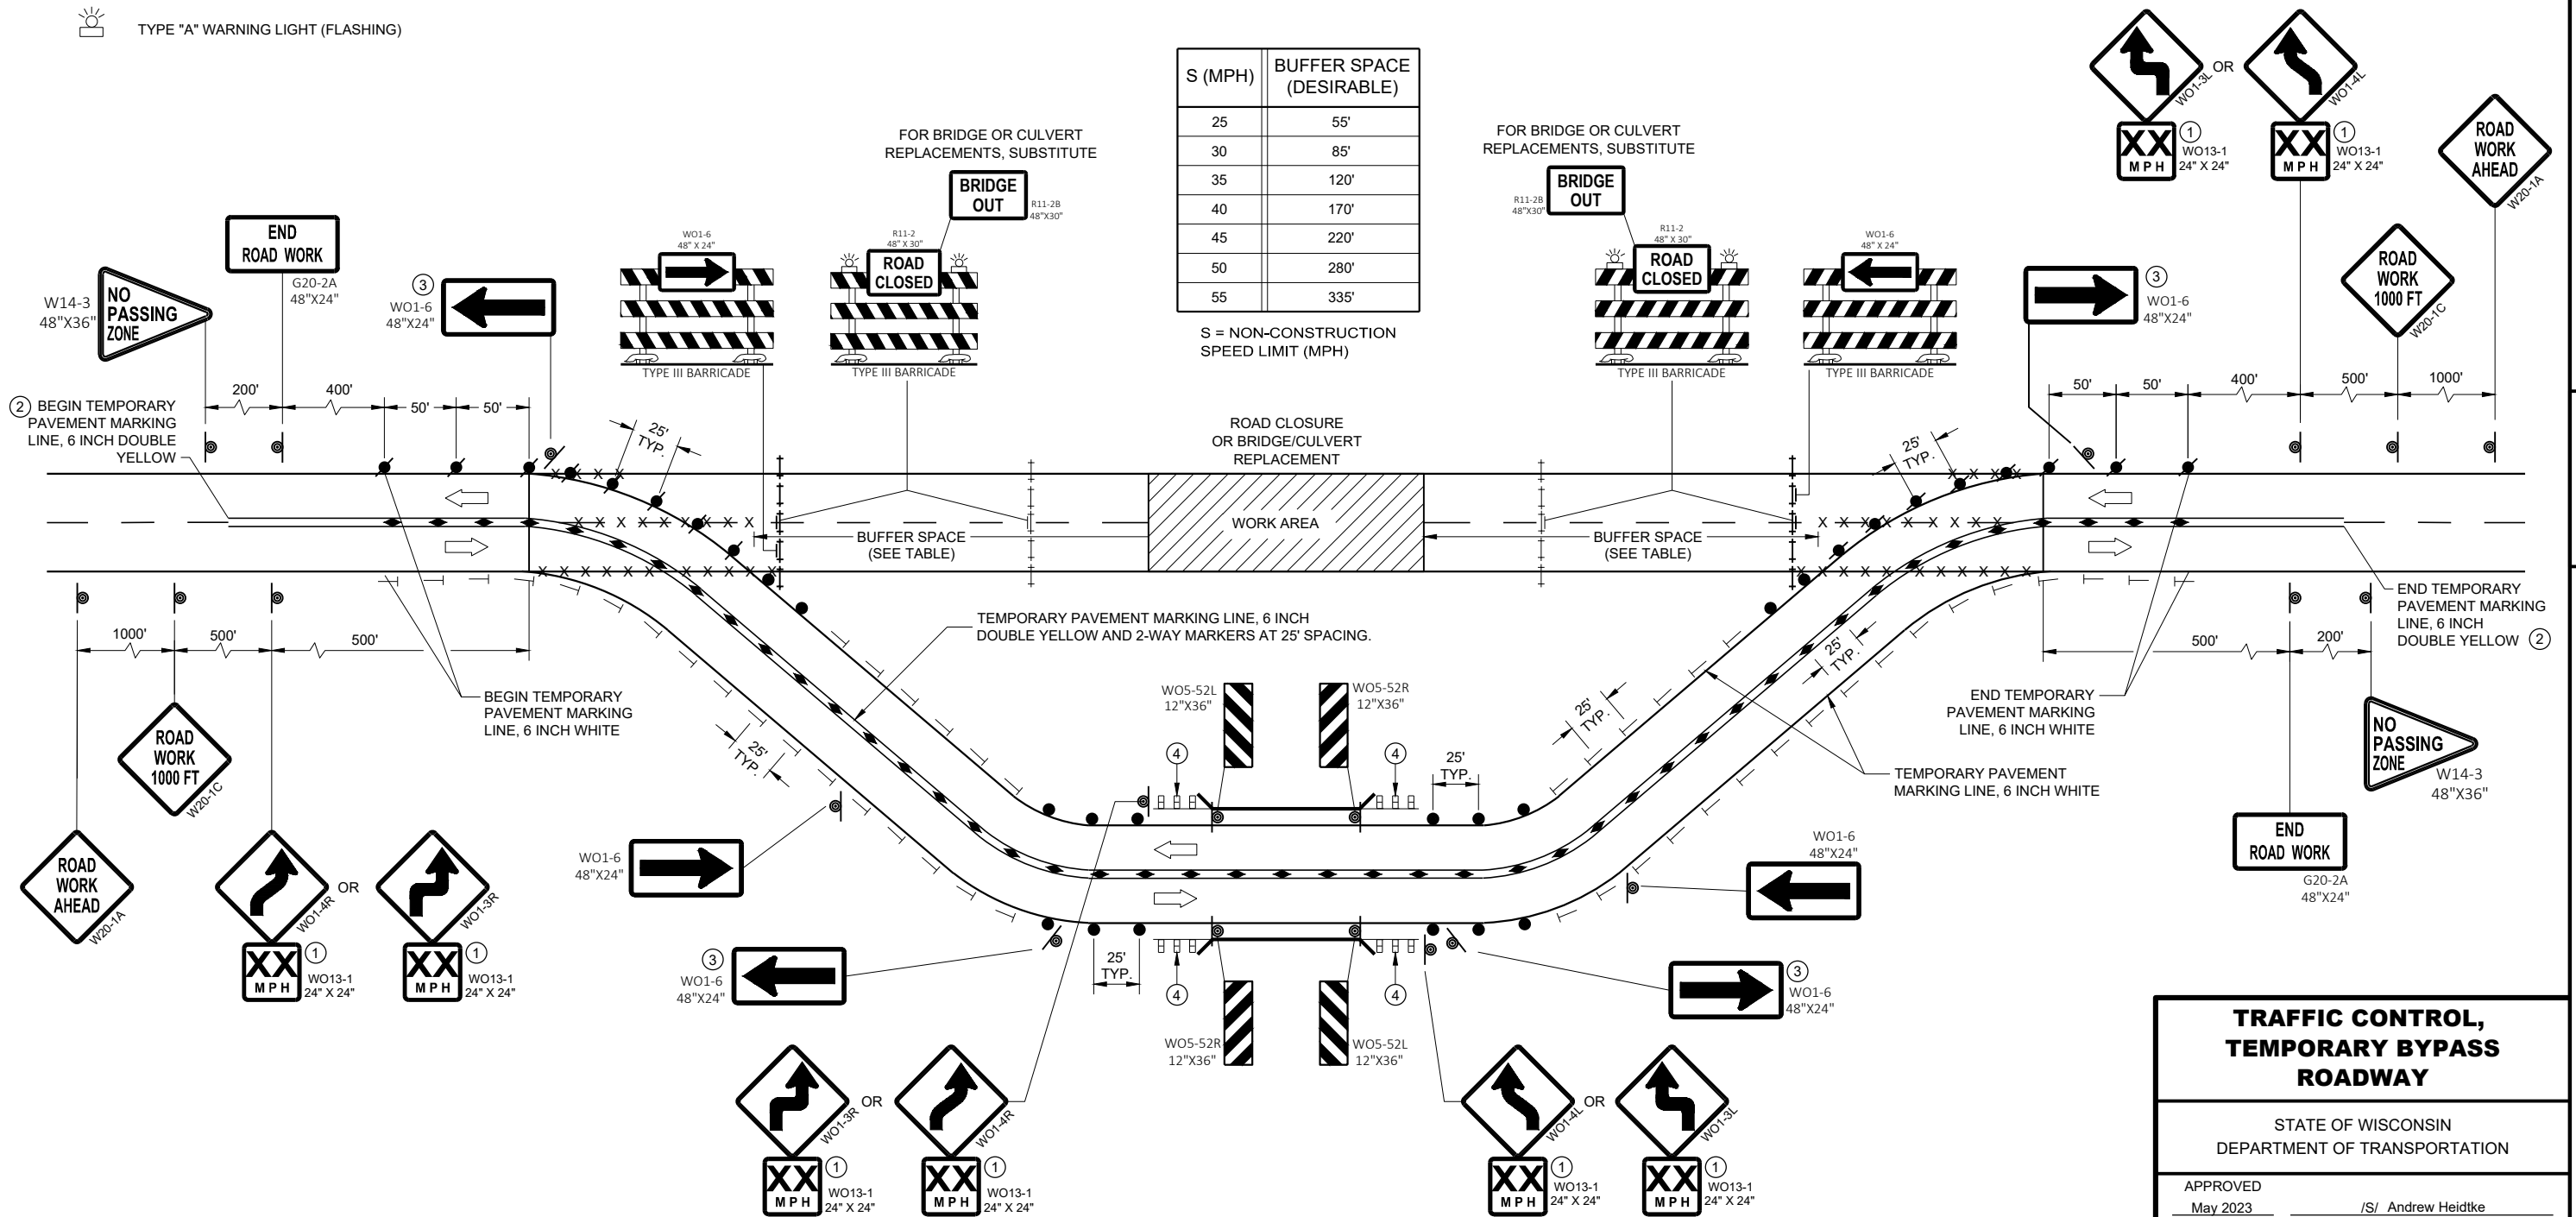 TYPE "A" WARNING LIGHT (FLASHING)
S (MPH)
BUFFER SPACE
(DESIRABLE)
25
55'
30
85'
35
120'
40
170'
45
220'
50
280'
55
335'
S = NON-CONSTRUCTION
SPEED LIMIT (MPH)
FOR BRIDGE OR CULVERT
REPLACEMENTS, SUBSTITUTE
BRIDGE
OUT
R11-2B
48"X30"
WO1-6
48" X 24"
TYPE III BARRICADE
R11-2
48" X 30"
ROAD
CLOSED
TYPE III BARRICADE
FOR BRIDGE OR CULVERT
REPLACEMENTS, SUBSTITUTE
BRIDGE
OUT
R11-2B
48"X30"
R11-2
48" X 30"
ROAD
CLOSED
TYPE III BARRICADE
WO1-6
48" X 24"
TYPE III BARRICADE
WO1-3L
OR
WO1-4L
XX
MPH
1
WO13-1
24" X 24"
XX
MPH
1
WO13-1
24" X 24"
ROAD
WORK
AHEAD
W20-1A
ROAD
WORK
1000 FT
W20-1C
3
WO1-6
48"X24"
50'
50'
400'
500'
1000'
END
ROAD WORK
G20-2A
48"X24"
W14-3
48"X36"
NO
PASSING
ZONE
3
WO1-6
48"X24"
200'
400'
50'
50'
2
BEGIN TEMPORARY
PAVEMENT MARKING
LINE, 6 INCH DOUBLE
YELLOW
25'
TYP.
ROAD CLOSURE
OR BRIDGE/CULVERT
REPLACEMENT
WORK AREA
BUFFER SPACE
(SEE TABLE)
BUFFER SPACE
(SEE TABLE)
25'
TYP.
1000'
500'
500'
BEGIN TEMPORARY
PAVEMENT MARKING
LINE, 6 INCH WHITE
TEMPORARY PAVEMENT MARKING LINE, 6 INCH
DOUBLE YELLOW AND 2-WAY MARKERS AT 25' SPACING.
25'
TYP.
END TEMPORARY
PAVEMENT MARKING
LINE, 6 INCH
DOUBLE YELLOW
2
500'
200'
END TEMPORARY
PAVEMENT MARKING
LINE, 6 INCH WHITE
TEMPORARY PAVEMENT
MARKING LINE, 6 INCH WHITE
NO
PASSING
ZONE
W14-3
48"X36"
END
ROAD WORK
G20-2A
48"X24"
ROAD
WORK
1000 FT
W20-1C
ROAD
WORK
AHEAD
W20-1A
WO1-4R
OR
WO1-3R
XX
MPH
1
WO13-1
24" X 24"
XX
MPH
1
WO13-1
24" X 24"
25'
TYP.
WO1-6
48"X24"
3
WO1-6
48"X24"
WO5-52L
12"X36"
WO5-52R
12"X36"
4
4
25'
TYP.
25'
TYP.
25'
TYP.
4
4
WO5-52R
12"X36"
WO5-52L
12"X36"
WO1-6
48"X24"
3
WO1-6
48"X24"
WO1-3R
OR
WO1-4R
XX
MPH
1
WO13-1
24" X 24"
XX
MPH
1
WO13-1
24" X 24"
WO1-4L
OR
WO1-3L
XX
MPH
1
WO13-1
24" X 24"
XX
MPH
1
WO13-1
24" X 24"
TRAFFIC CONTROL,
TEMPORARY BYPASS
ROADWAY
STATE OF WISCONSIN
DEPARTMENT OF TRANSPORTATION
APPROVED
May 2023
/S/ Andrew Heidtke